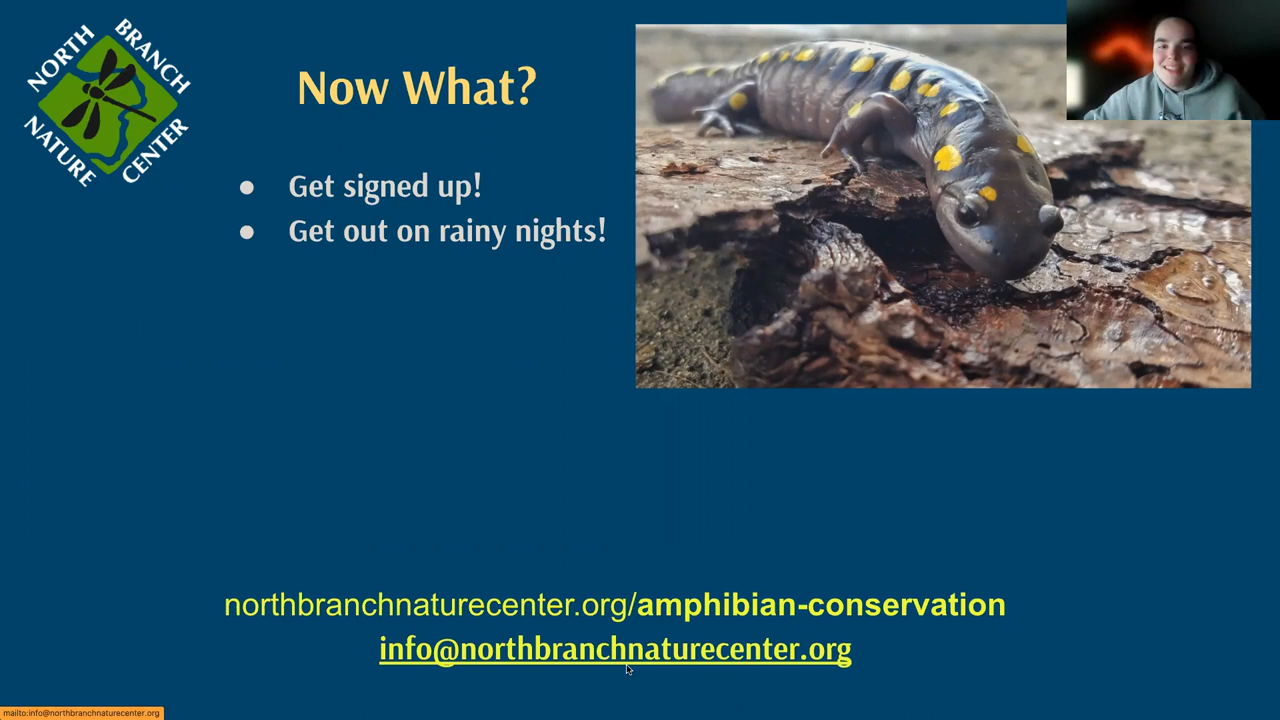 NORTH BRANCH
NATURE CENTER
Now What?
● Get signed up!
● Get out on rainy nights!
northbranchnaturecenter.org/amphibian-conservation
info@northbranchnaturecenter.org
mailto:info@northbranchnaturecenter.org